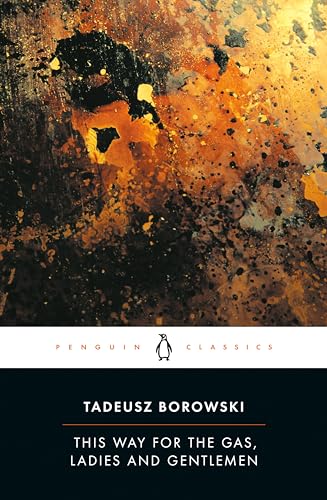 PENGUIN CLASSICS
TADEUSZ BOROWSKI
THIS WAY FOR THE GAS,
LADIES AND GENTLEMEN